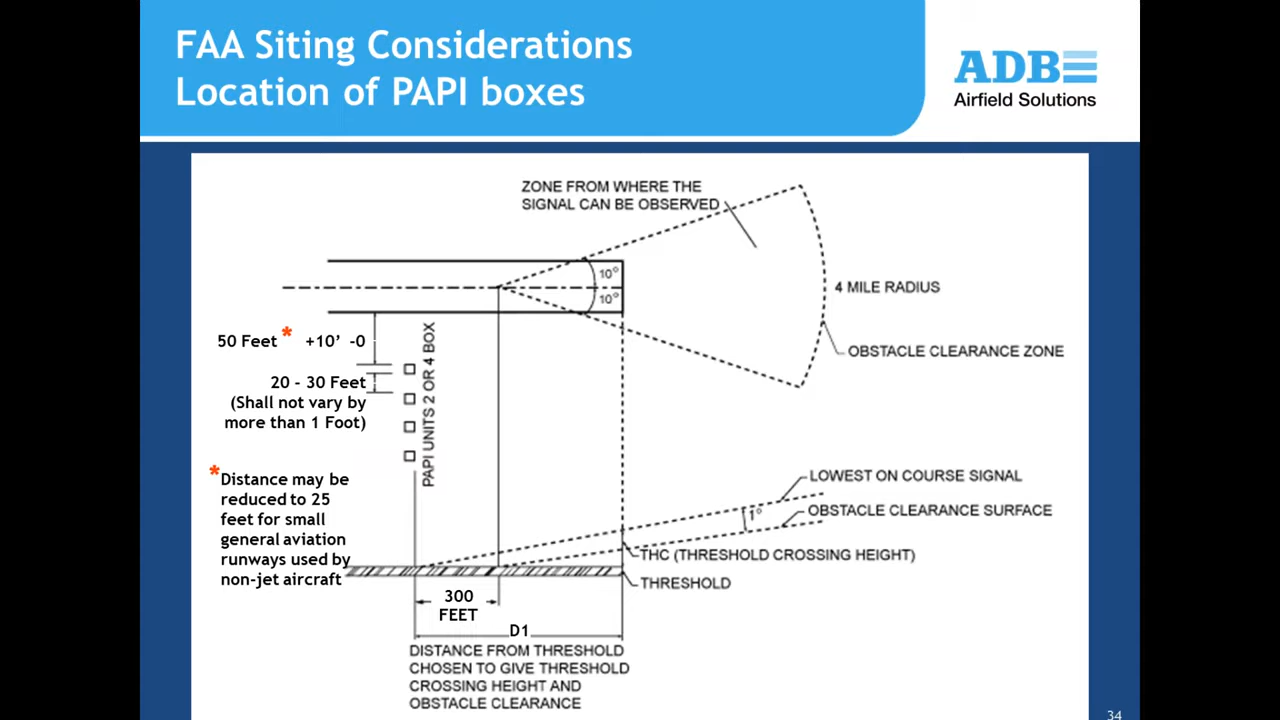 FAA Siting Considerations
Location of PAPI boxes
ADB
Airfield Solutions
ZONE FROM WHERE THE
SIGNAL CAN BE OBSERVED
10°
10°
4 MILE RADIUS
OBSTACLE CLEARANCE ZONE
50 Feet * +10’ -0
20 - 30 Feet
(Shall not vary by
more than 1 Foot)
PAPI UNITS 2 OR 4 BOX
*Distance may be
reduced to 25
feet for small
general aviation
runways used by
non-jet aircraft
LOWEST ON COURSE SIGNAL
1°
OBSTACLE CLEARANCE SURFACE
THC (THRESHOLD CROSSING HEIGHT)
THRESHOLD
300
FEET
D1
DISTANCE FROM THRESHOLD
CHOSEN TO GIVE THRESHOLD
CROSSING HEIGHT AND
OBSTACLE CLEARANCE
34